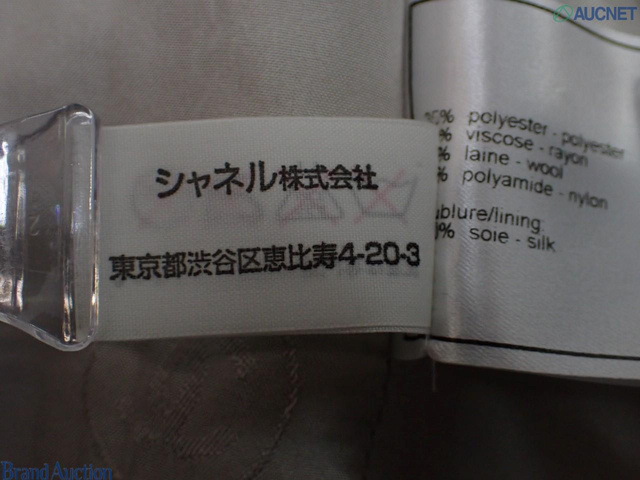 AUCNET
シャネル株式会社
東京都渋谷区恵比寿4-20-3
% polyester - polyester
% viscose - rayon
% laine - wool
% polyamide - nylon
ublure/lining:
% soie - silk
Brand Auction